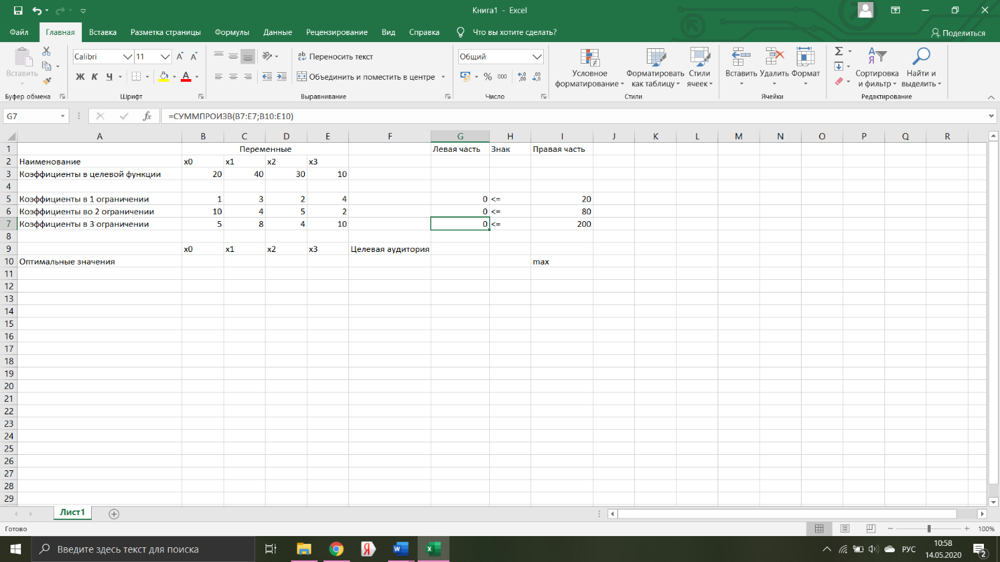 Книга1 - Excel
Файл Главная Вставка Разметка страницы Формулы Данные Рецензирование Вид Справка Что вы хотите сделать? Поделиться
Вставить
Calibri 11
Ж К Ч
Переносить текст
Объединить и поместить в центре
Общий
% 000
Условное форматирование
Форматировать как таблицу
Стили ячеек
Вставить Удалить Формат
Сортировка и фильтр
Найти и выделить
Буфер обмена Шрифт Выравнивание Число Стили Ячейки Редактирование
G7 fx =СУММПРОИЗВ(B7:E7;B10:E10)
A B C D E F G H I J K L M N O P Q R
1 Переменные Левая часть Знак Правая часть
2 Наименование x0 x1 x2 x3
3 Коэффициенты в целевой функции 20 40 30 10
4
5 Коэффициенты в 1 ограничении 1 3 2 4 0 <= 20
6 Коэффициенты во 2 ограничении 10 4 5 2 0 <= 80
7 Коэффициенты в 3 ограничении 5 8 4 10 0 <= 200
8
9 x0 x1 x2 x3 Целевая аудитория
10 Оптимальные значения max
11
12
13
14
15
16
17
18
19
20
21
22
23
24
25
26
27
28
29
Лист1
Готово 100%
Введите здесь текст для поиска
РУС
10:58
14.05.2020
2